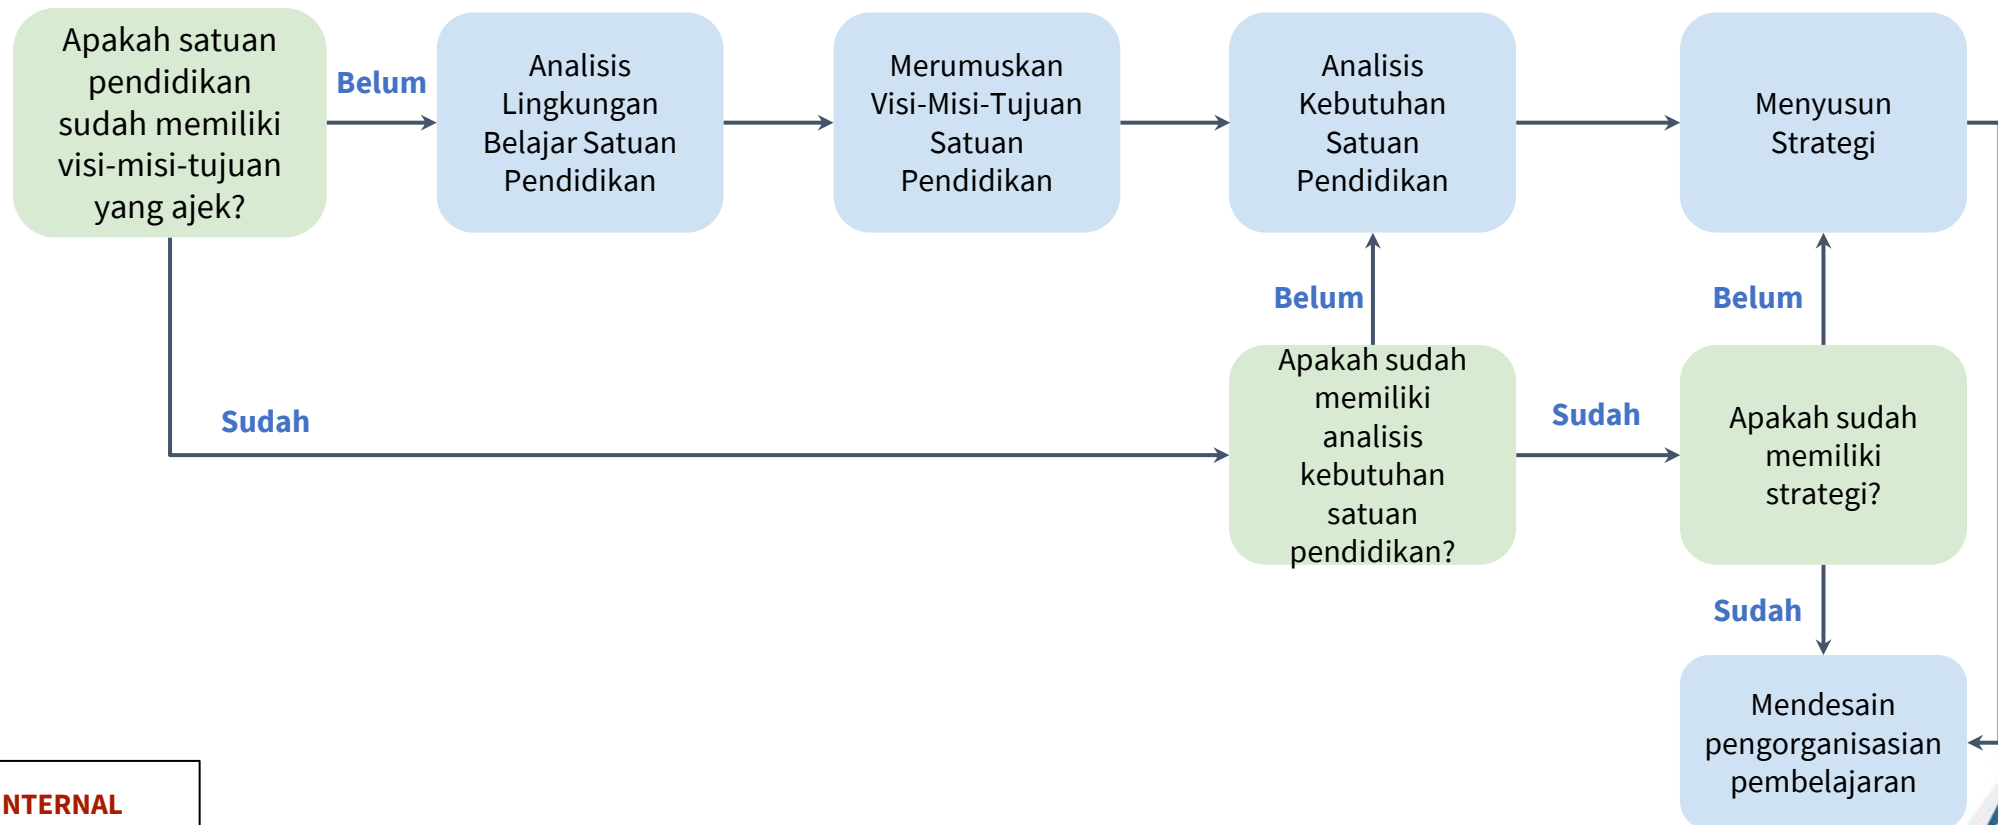 Apakah satuan
pendidikan
sudah memiliki
visi-misi-tujuan
yang ajek?
Belum
Analisis
Lingkungan
Belajar Satuan
Pendidikan
Merumuskan
Visi-Misi-Tujuan
Satuan
Pendidikan
Analisis
Kebutuhan
Satuan
Pendidikan
Menyusun
Strategi
Belum
Belum
Sudah
Apakah sudah
memiliki
analisis
kebutuhan
satuan
pendidikan?
Sudah
Apakah sudah
memiliki
strategi?
Sudah
Mendesain
pengorganisasian
pembelajaran
NTERNAL